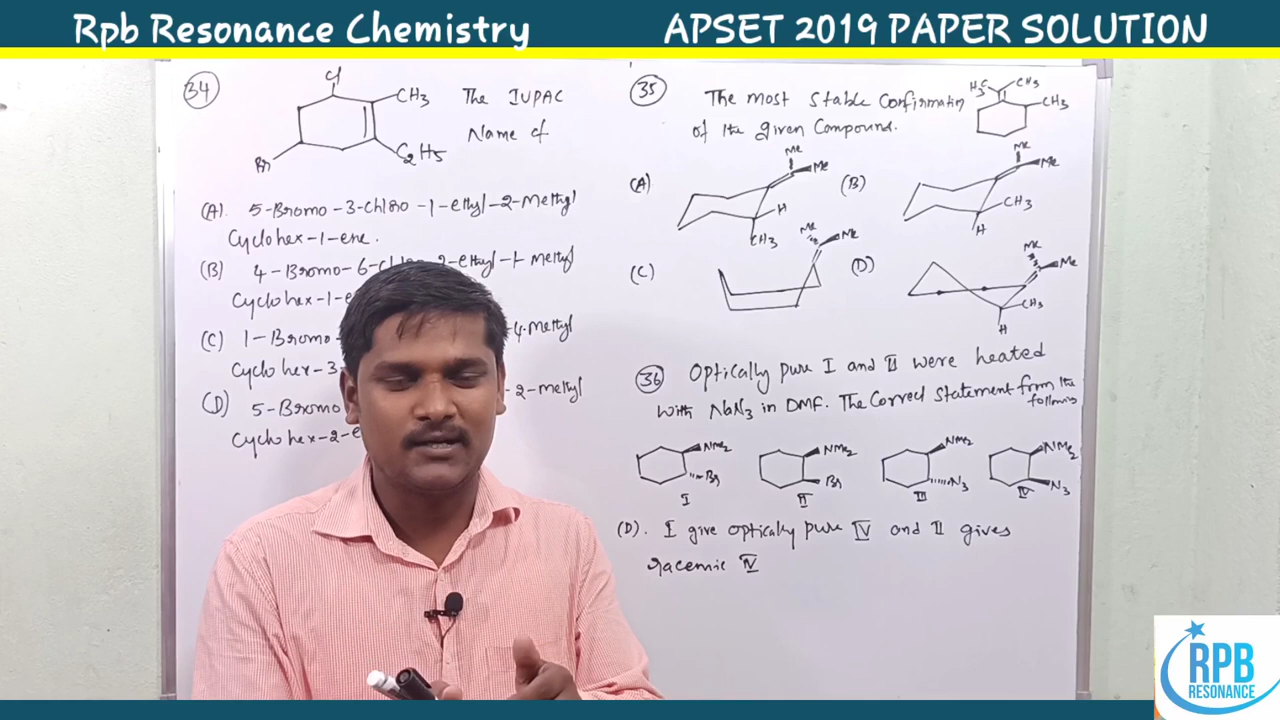 Rpb Resonance Chemistry
APSET 2019 PAPER SOLUTION
34
Cl
CH3
Br
C2H5
The IUPAC
Name of
(A). 5-Bromo-3-chloro-1-ethyl-2-Methyl
Cyclohex-1-ene.
(B) 4-Bromo-6-chloro-2-ethyl-1-Methyl
Cyclohex-1-e
(C) 1-Bromo- -4-Methyl
Cyclohex-3-
(D) 5-Bromo -2-methyl
Cyclohex-2-e
35
The most Stable Confirmation
of the given Compound.
H3C CH3
CH3
(A)
Me
Me
H
CH3
(B)
Me
Me
CH3
H
(C)
Me
Me
(D)
Me
Me
CH3
H
36
Optically pure I and II were heated
with NaN3 in DMF. The Correct Statement from the
following
NMe2
Br
I
NMe2
Br
II
NMe2
N3
III
NMe2
N3
IV
(D). I give optically pure IV and II gives
racemic IV
RPB
RESONANCE